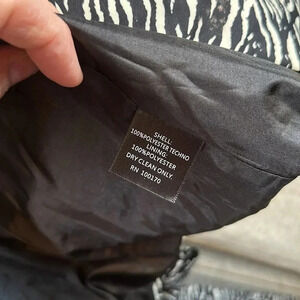 SHELL:
100%POLYESTER TECHNO
LINING:
100%POLYESTER
DRY CLEAN ONLY.
RN 100170